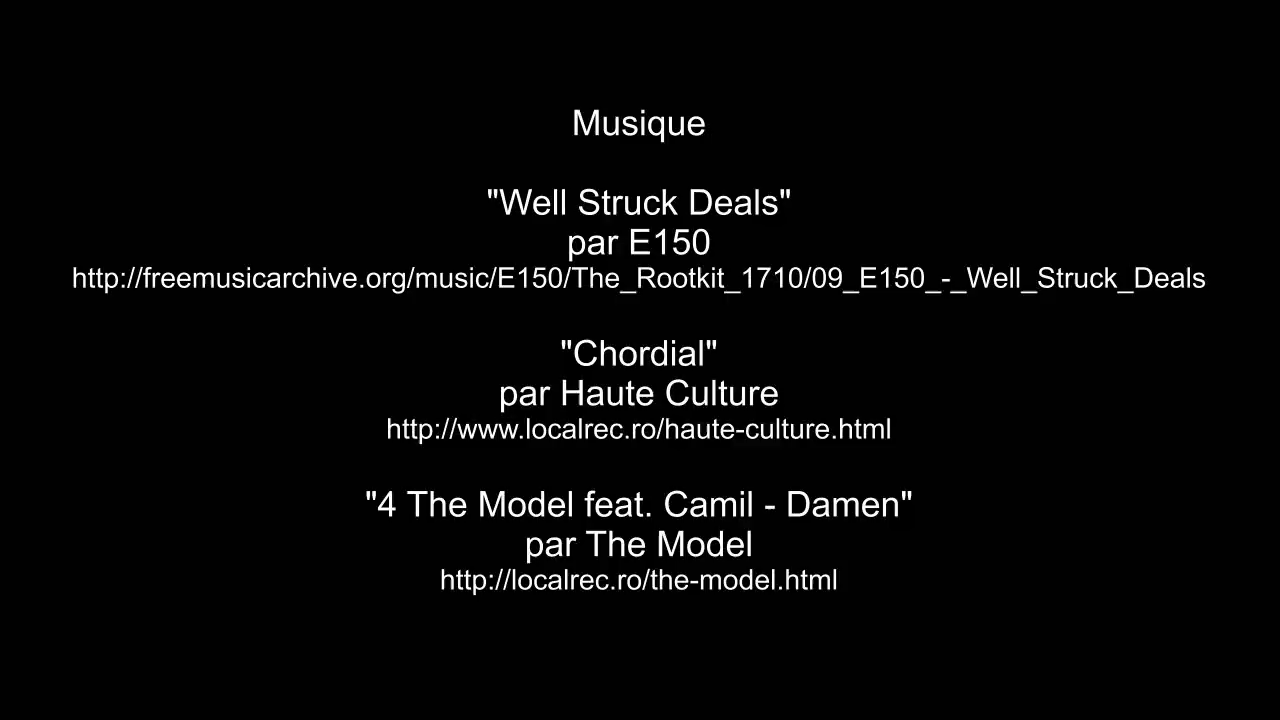 Musique
"Well Struck Deals"
par E150
http://freemusicarchive.org/music/E150/The_Rootkit_1710/09_E150_-_Well_Struck_Deals
"Chordial"
par Haute Culture
http://www.localrec.ro/haute-culture.html
"4 The Model feat. Camil - Damen"
par The Model
http://localrec.ro/the-model.html